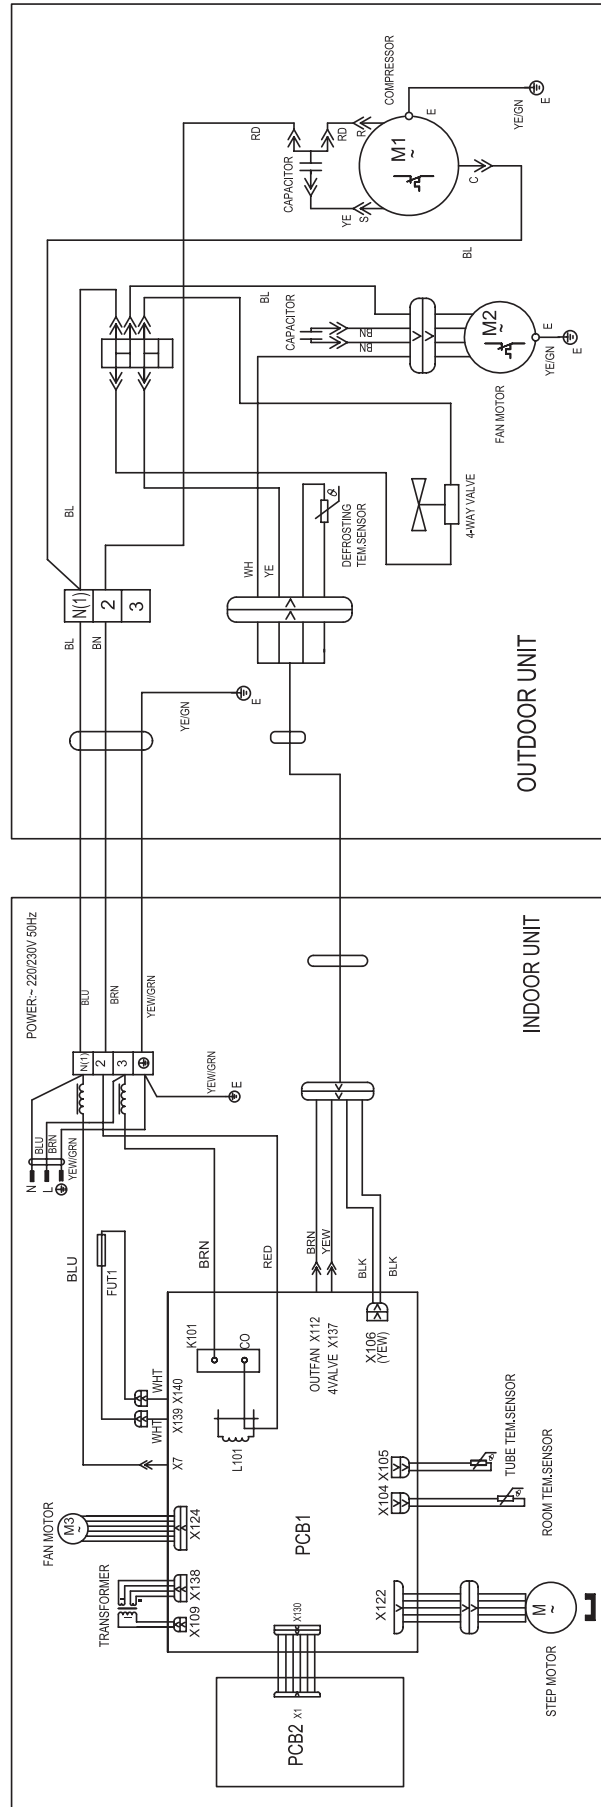 POWER:~ 220/230V 50Hz
N
L
BLU
BRN
YEW/GRN
N(1)
2
3
BLU
BRN
YEW/GRN
YEW/GRN
E
BLU
FUT1
BRN
RED
WHT
WHT
X139 X140
X7
K101
CO
L101
FAN MOTOR
M3
~
X124
TRANSFORMER
X109 X138
PCB1
PCB2 X1
X130
OUTFAN X112
4VALVE X137
BRN
YEW
BLK
BLK
X106
(YEW)
X104 X105
TUBE TEM.SENSOR
ROOM TEM.SENSOR
X122
M
~
STEP MOTOR
INDOOR UNIT
BL
BN
N(1)
2
3
YE/GN
E
BL
WH
YE
DEFROSTING
TEM.SENSOR
θ
4-WAY VALVE
BL
CAPACITOR
BN
BN
M2
~
E
YE/GN
E
FAN MOTOR
RD
RD
R
CAPACITOR
YE
S
C
BL
COMPRESSOR
M1
~
E
YE/GN
E
OUTDOOR UNIT